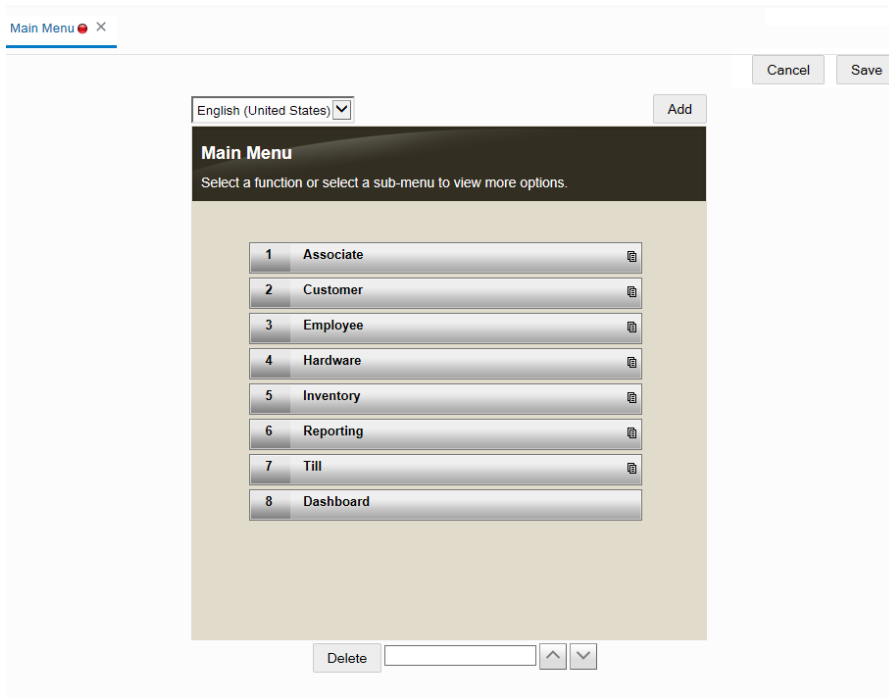 Main Menu
Cancel Save
English (United States) Add
Main Menu
Select a function or select a sub-menu to view more options.
1 Associate
2 Customer
3 Employee
4 Hardware
5 Inventory
6 Reporting
7 Till
8 Dashboard
Delete